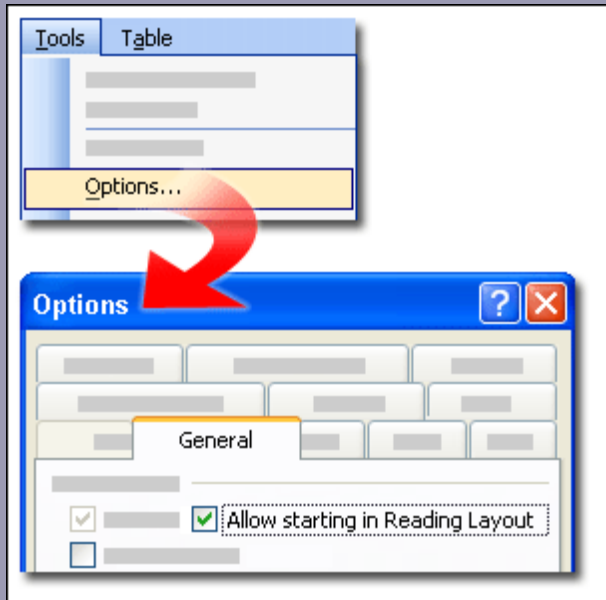 Tools Table
Options...
Options
General
Allow starting in Reading Layout